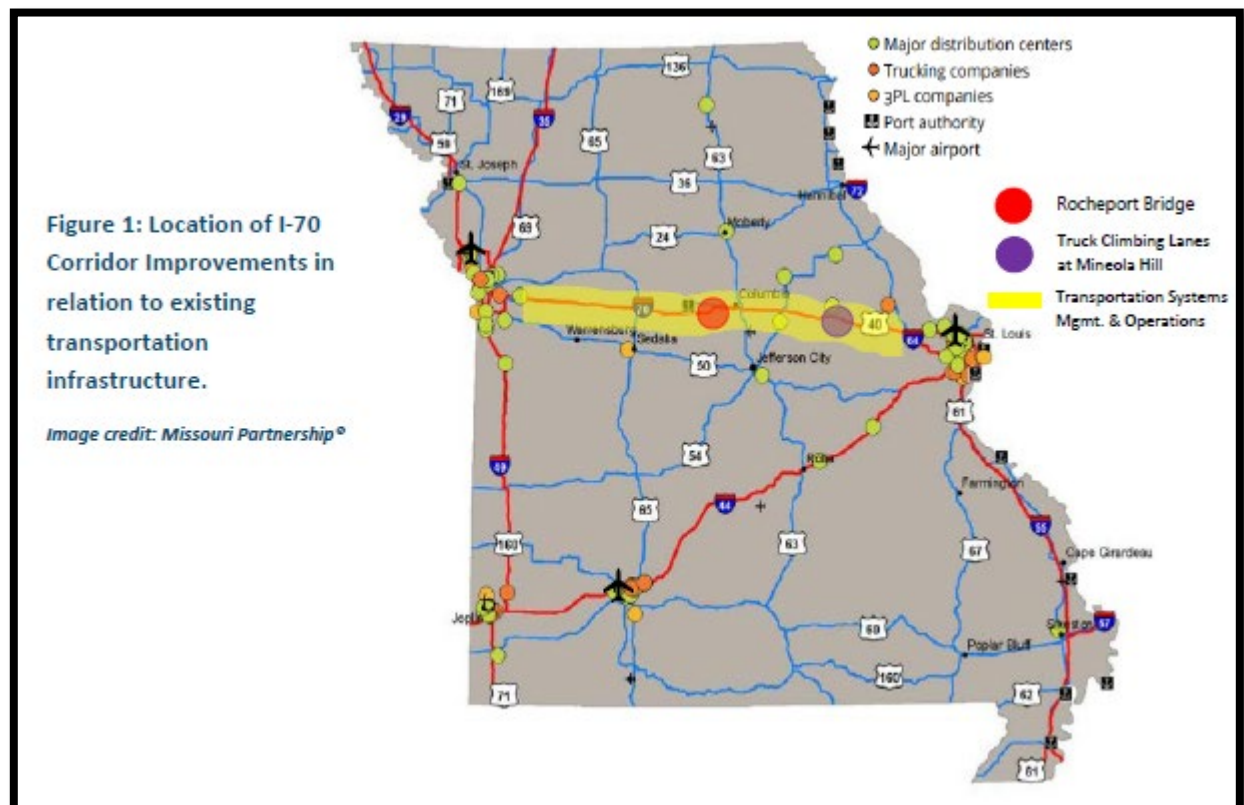 Figure 1: Location of I-70
Corridor Improvements in
relation to existing
transportation
infrastructure.
Image credit: Missouri Partnership©
Major distribution centers
Trucking companies
3PL companies
Port authority
Major airport
Rocheport Bridge
Truck Climbing Lanes
at Mineola Hill
Transportation Systems
Mgmt. & Operations
136
169
71
29
35
65
59
63
St. Joseph
36
Hannibal
72
69
24
Moberly
70
Columbia
40
64
St. Louis
Warrensburg
Sedalia
50
Jefferson City
61
54
Rolla
49
44
Farmington
65
55
160
63
67
Cape Girardeau
Joplin
60
Sikeston
57
Poplar Bluff
160
71
62
61